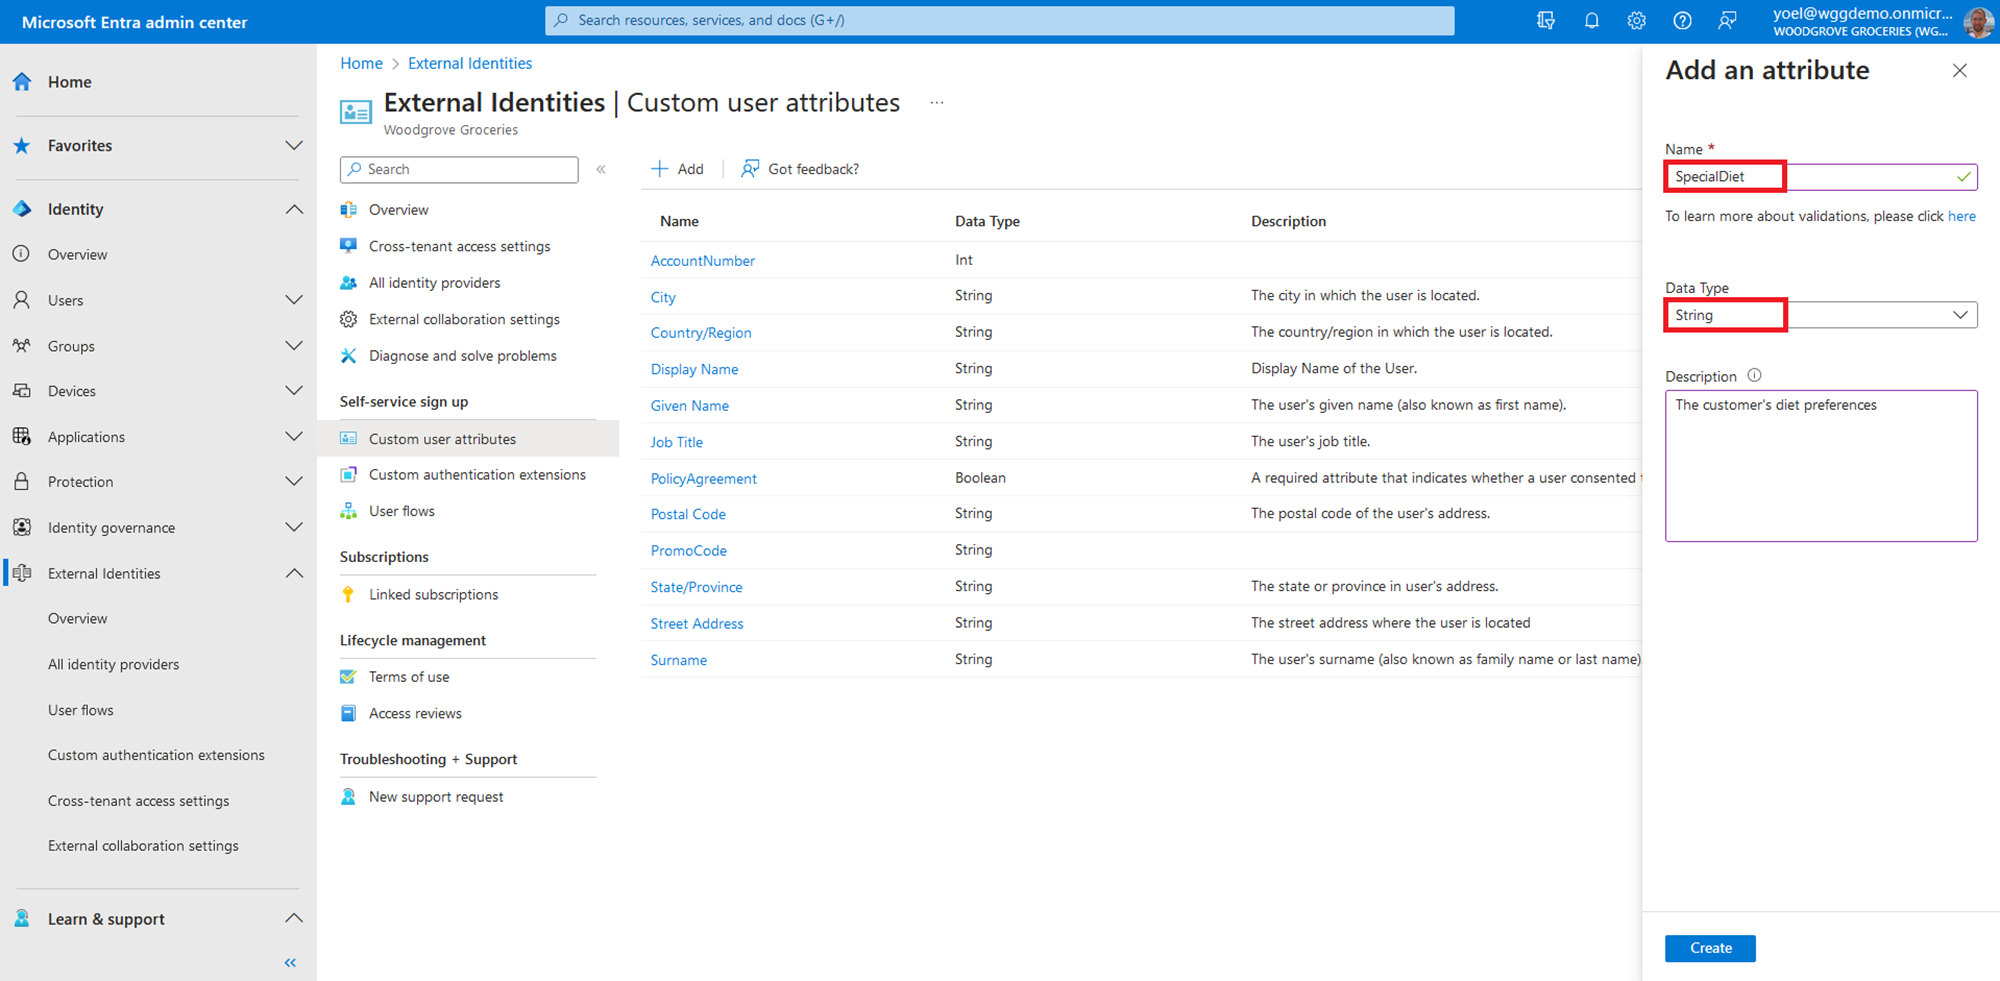 Microsoft Entra admin center
Search resources, services, and docs (G+/)
yoel@wggdemo.onmicr...
WOODGROVE GROCERIES (WG...
Home
Favorites
Identity
Overview
Users
Groups
Devices
Applications
Protection
Identity governance
External Identities
Overview
All identity providers
User flows
Custom authentication extensions
Cross-tenant access settings
External collaboration settings
Learn & support
Home > External Identities
External Identities | Custom user attributes ...
Woodgrove Groceries
Search
Overview
Cross-tenant access settings
All identity providers
External collaboration settings
Diagnose and solve problems
Self-service sign up
Custom user attributes
Custom authentication extensions
User flows
Subscriptions
Linked subscriptions
Lifecycle management
Terms of use
Access reviews
Troubleshooting + Support
New support request
Add
Got feedback?
Name Data Type Description
AccountNumber Int
City String The city in which the user is located.
Country/Region String The country/region in which the user is located.
Display Name String Display Name of the User.
Given Name String The user's given name (also known as first name).
Job Title String The user's job title.
PolicyAgreement Boolean A required attribute that indicates whether a user consented
Postal Code String The postal code of the user's address.
PromoCode String
State/Province String The state or province in user's address.
Street Address String The street address where the user is located
Surname String The user's surname (also known as family name or last name)
Add an attribute
Name *
SpecialDiet
To learn more about validations, please click here
Data Type
String
Description
The customer's diet preferences
Create